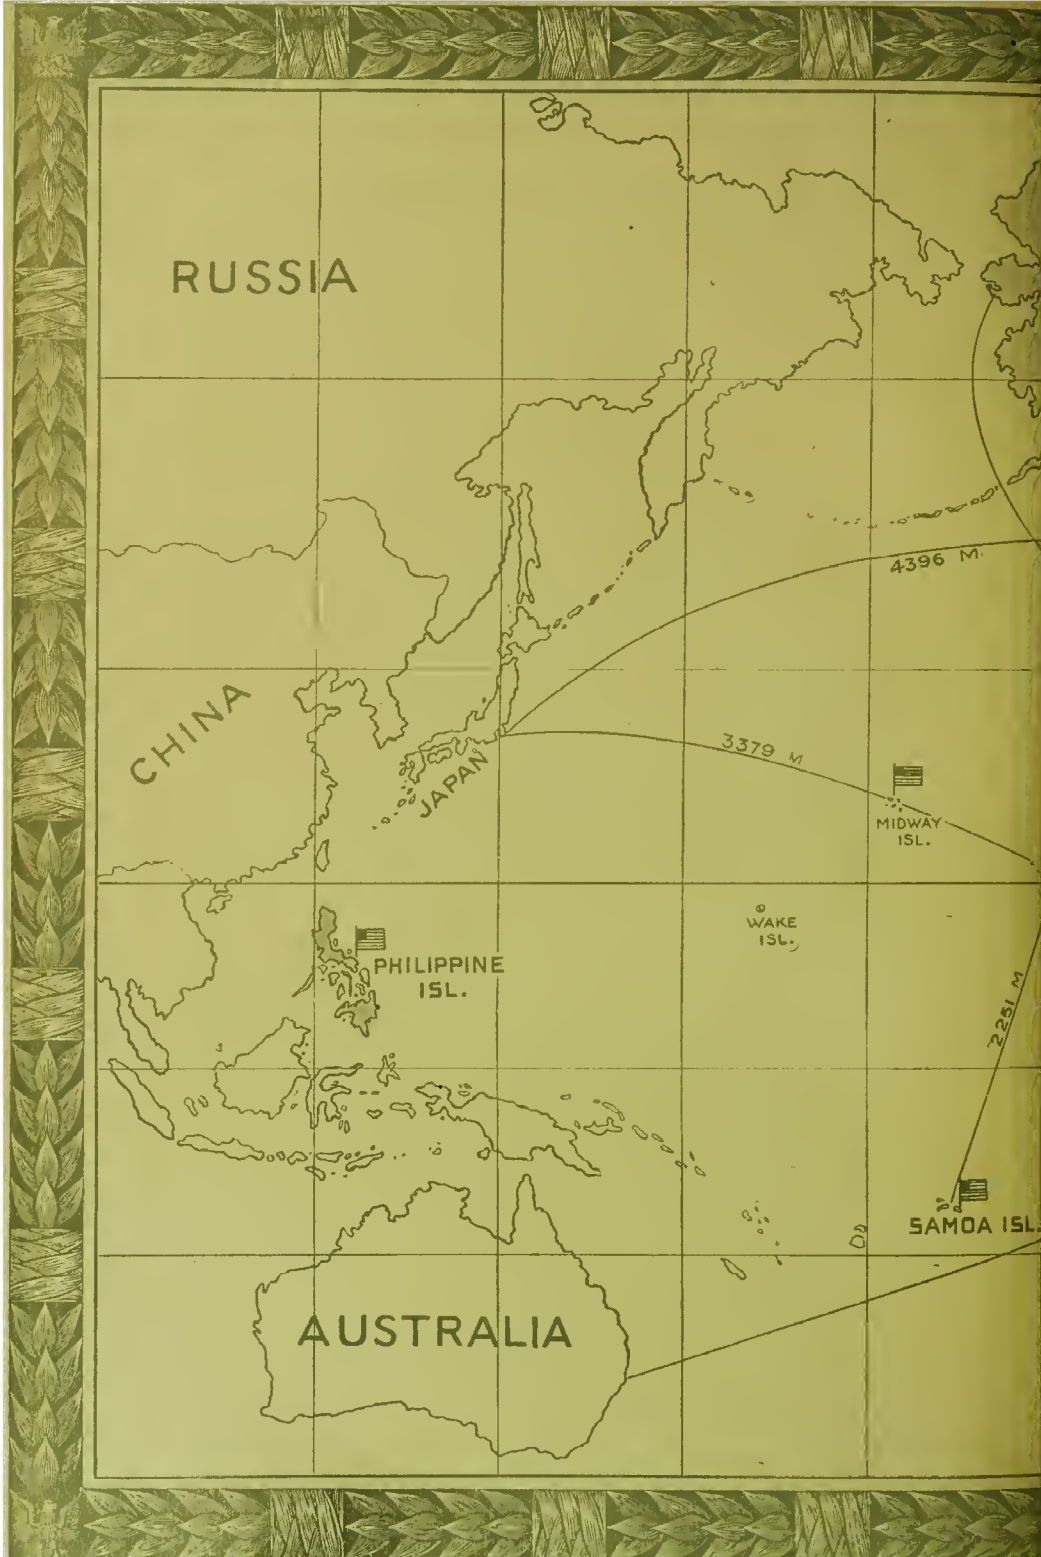 RUSSIA
4396 M.
CHINA
JAPAN
3379 M
MIDWAY
ISL.
WAKE
ISL.
PHILIPPINE
ISL.
2251 M
SAMOA ISL.
AUSTRALIA